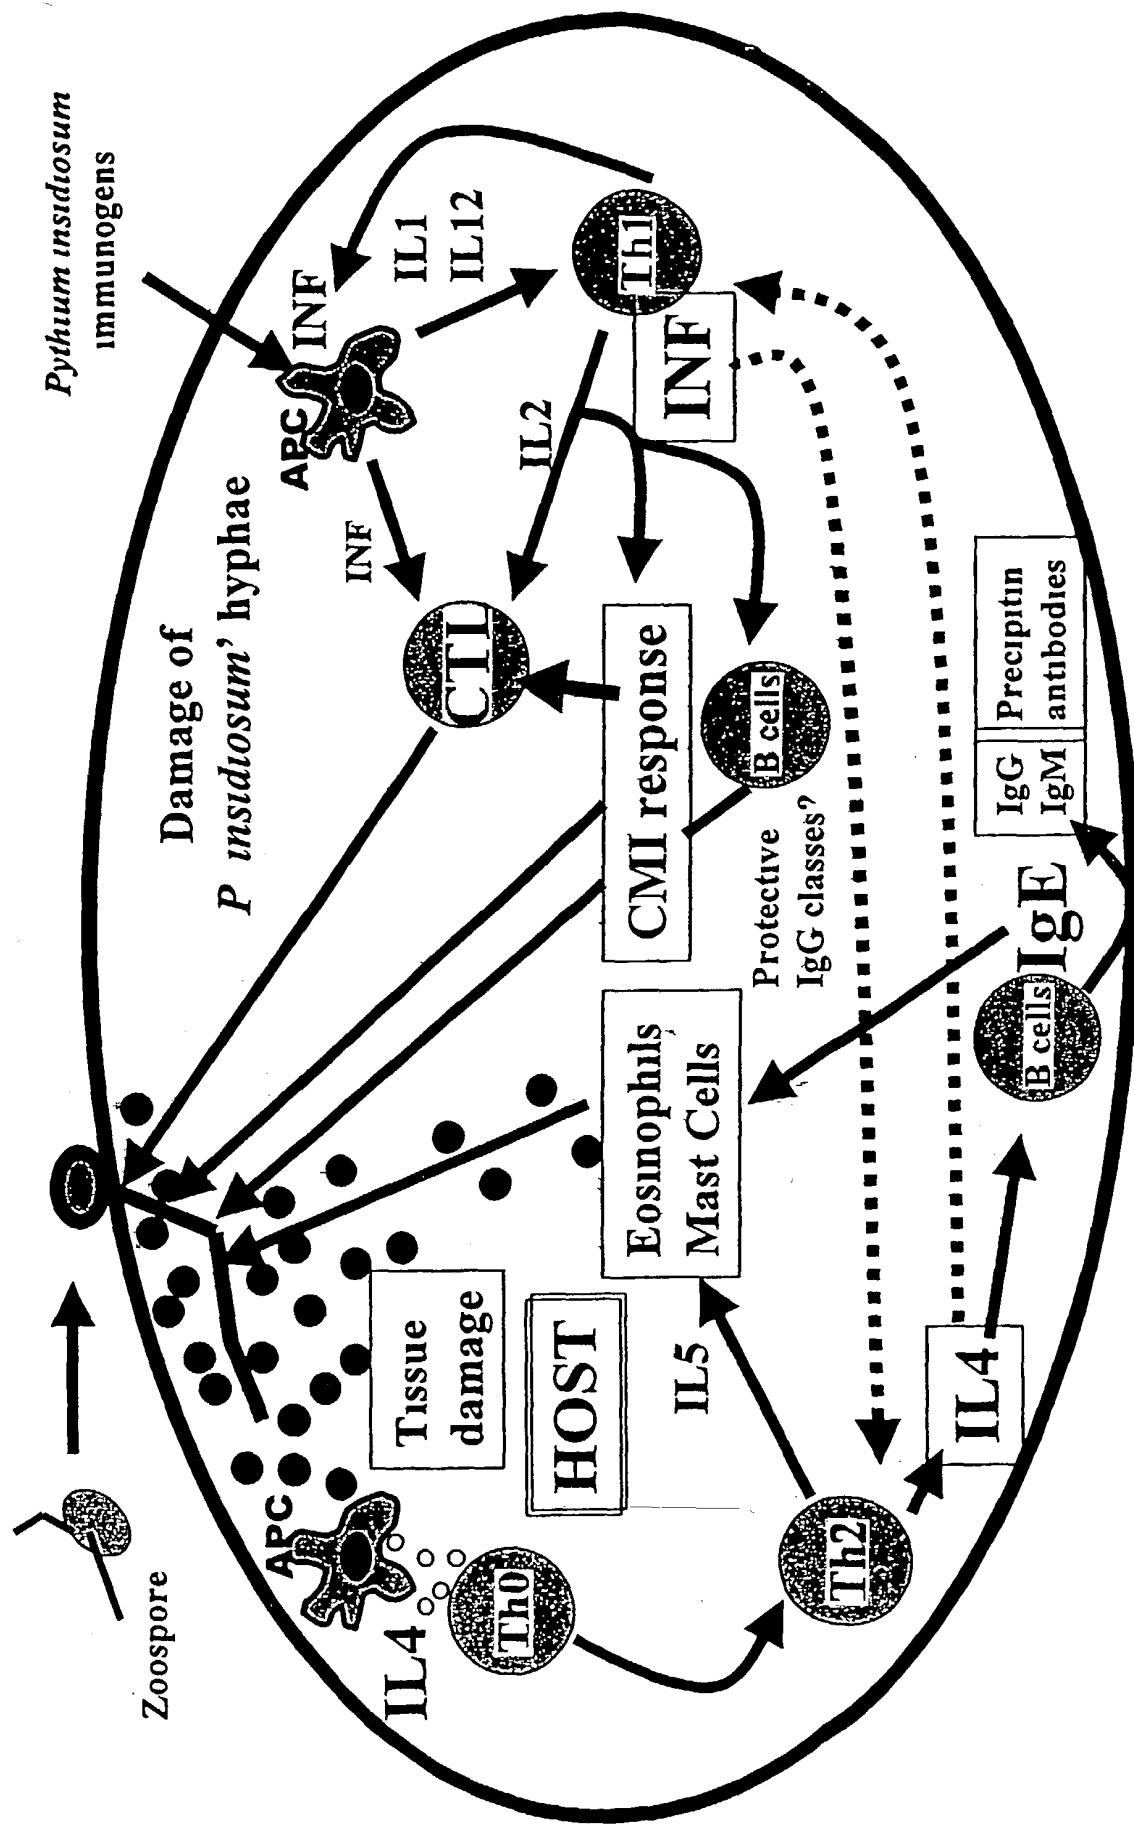 Zoospore
Pythium insidiosum
immunogens
Damage of
P insidiosum' hyphae
APC
INF
APC
IL4
Th0
Tissue
damage
HOST
INF
CTL
IL1
IL12
IL2
Th1
INF
CMI response
B cells
Protective
IgG classes?
Eosinophils
Mast Cells
IL5
Th2
IL4
B cells
IgE
IgG
IgM
Precipitin
antibodies